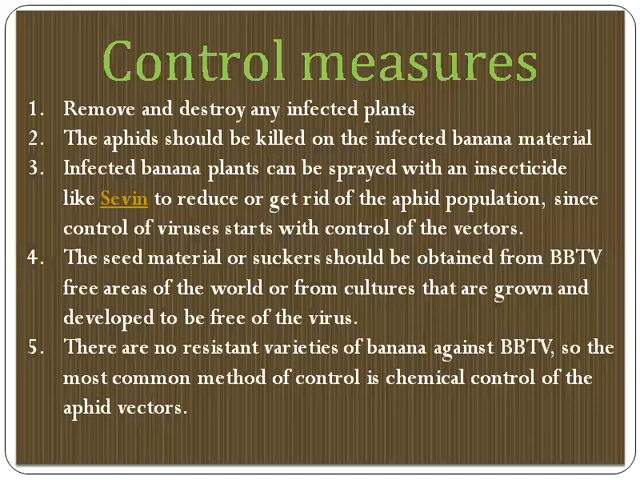 Control measures
1. Remove and destroy any infected plants
2. The aphids should be killed on the infected banana material
3. Infected banana plants can be sprayed with an insecticide
like Sevin to reduce or get rid of the aphid population, since
control of viruses starts with control of the vectors.
4. The seed material or suckers should be obtained from BBTV
free areas of the world or from cultures that are grown and
developed to be free of the virus.
5. There are no resistant varieties of banana against BBTV, so the
most common method of control is chemical control of the
aphid vectors.